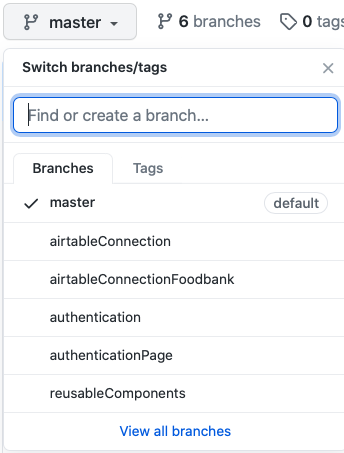 master 6 branches 0 tags
Switch branches/tags
Find or create a branch...
Branches Tags
master default
airtableConnection
airtableConnectionFoodbank
authentication
authenticationPage
reusableComponents
View all branches